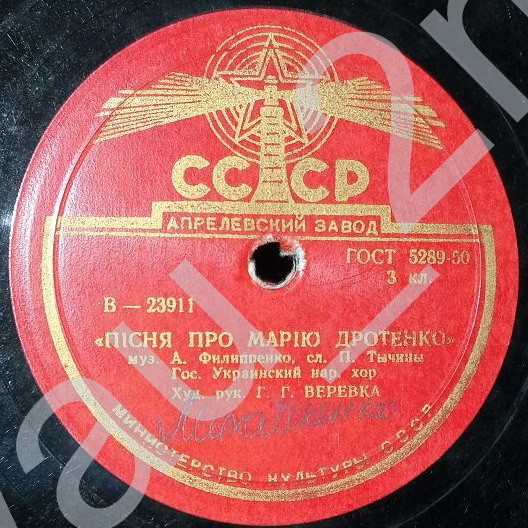 СССР
АПРЕЛЕВСКИЙ ЗАВОД
ГОСТ 5289-50
3 кл.
В — 23911
«ПІСНЯ ПРО МАРІЮ ДРОТЕНКО»
муз. А. Филиппенко, сл. П. Тычины
Гос. Украинский нар. хор
Худ. рук. Г. Г. ВЕРЕВКА
МИНИСТЕРСТВО КУЛЬТУРЫ СССР